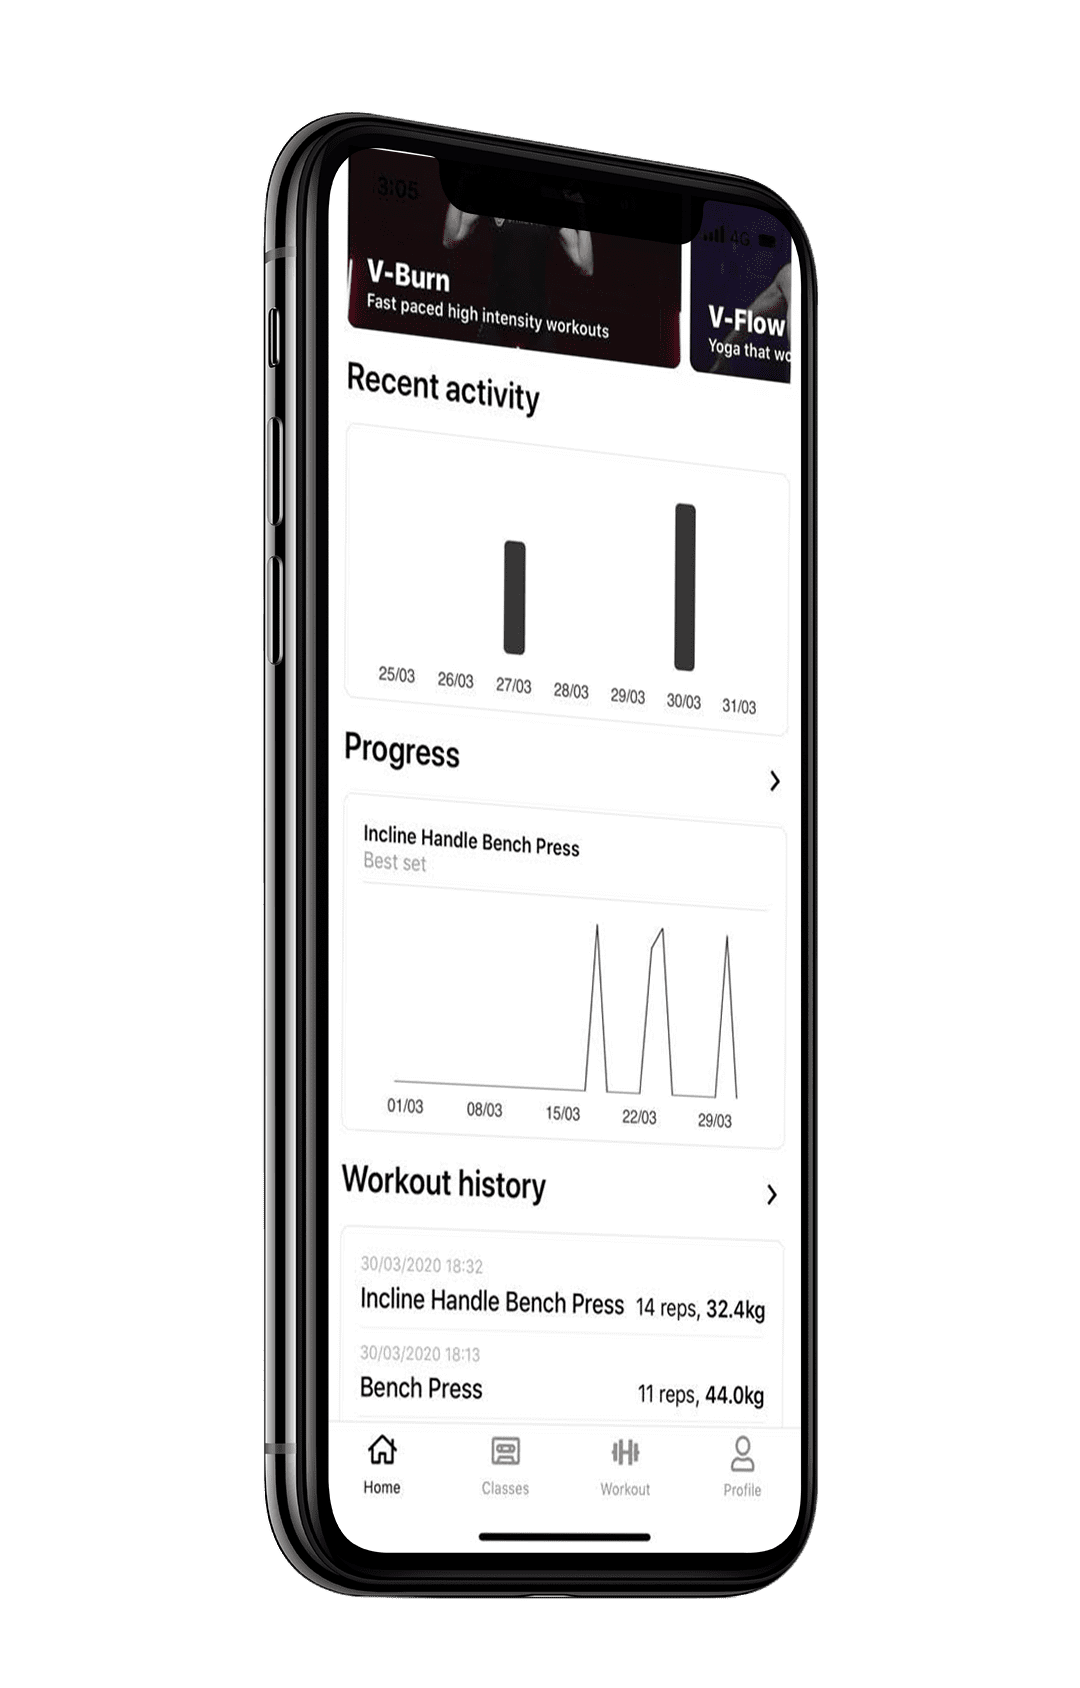 3:05
4G
V-Burn
Fast paced high intensity workouts
V-Flow
Yoga that wo
Recent activity
25/03 26/03 27/03 28/03 29/03 30/03 31/03
Progress
Incline Handle Bench Press
Best set
01/03 08/03 15/03 22/03 29/03
Workout history
30/03/2020 18:32
Incline Handle Bench Press 14 reps, 32.4kg
30/03/2020 18:13
Bench Press 11 reps, 44.0kg
Home Classes Workout Profile